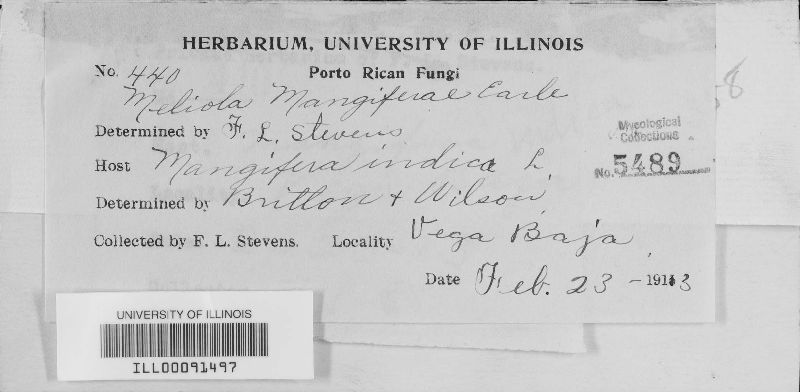 HERBARIUM, UNIVERSITY OF ILLINOIS
No. 440 Porto Rican Fungi
Meliola Mangiferae Earle
Determined by F. L. Stevens
Mycological
Collections
Host Mangifera indica L.
No. 5489
Determined by Britton + Wilson
Collected by F. L. Stevens. Locality Vega Baja
Date Feb. 23 - 1913
UNIVERSITY OF ILLINOIS
ILL00091497